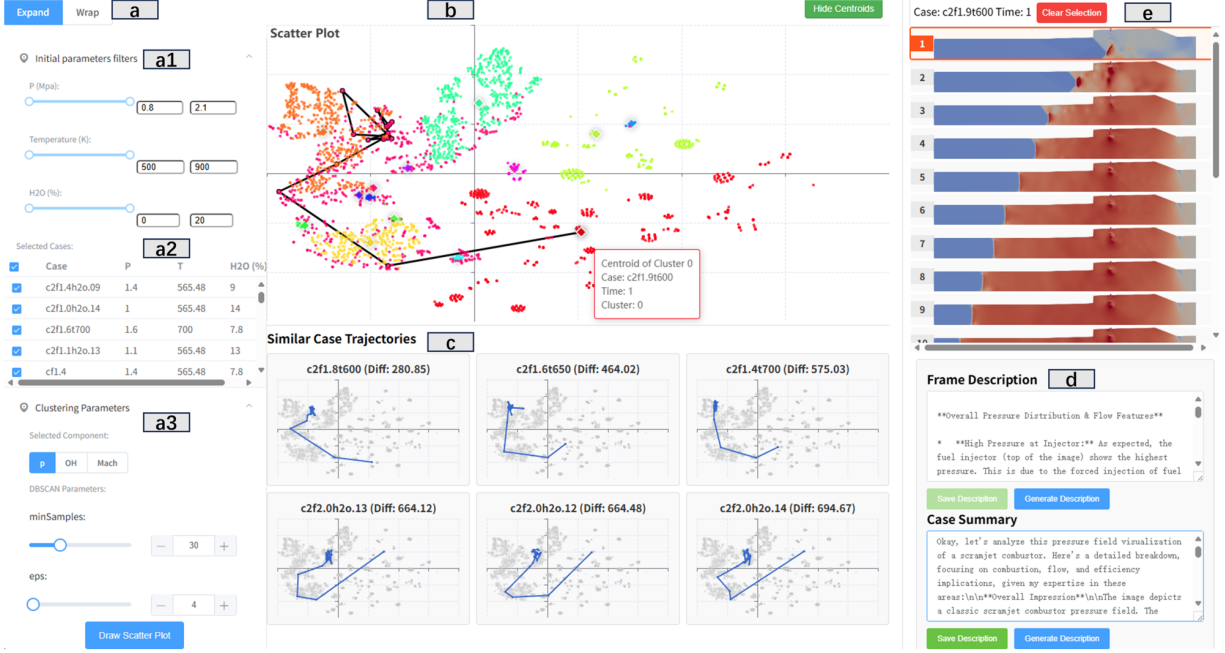 Expand
Wrap
a
a1
Initial parameters filters
P (Mpa):
0.8
2.1
Temperature (K):
500
900
H2O (%):
0
20
Selected Cases:
a2
Case P T H2O (%)
c2f1.4h2o.09 1.4 565.48 9
c2f1.0h2o.14 1 565.48 14
c2f1.6t700 1.6 700 7.8
c2f1.1h2o.13 1.1 565.48 13
cf1.4 1.4 565.48 7.8
Clustering Parameters
a3
Selected Component:
p OH Mach
DBSCAN Parameters:
minSamples:
30
eps:
4
Draw Scatter Plot
b
Hide Centroids
Scatter Plot
Centroid of Cluster 0
Case: c2f1.9t600
Time: 1
Cluster: 0
Similar Case Trajectories
c
c2f1.8t600 (Diff: 280.85)
c2f1.6t650 (Diff: 464.02)
c2f1.4t700 (Diff: 575.03)
c2f2.0h2o.13 (Diff: 664.12)
c2f2.0h2o.12 (Diff: 664.48)
c2f2.0h2o.14 (Diff: 694.67)
Case: c2f1.9t600 Time: 1
Clear Selection
e
1
2
3
4
5
6
7
8
9
10
Frame Description
d
**Overall Pressure Distribution & Flow Features**
* **High Pressure at Injector:** As expected, the
fuel injector (top of the image) shows the highest
pressure. This is due to the forced injection of fuel
Save Description
Generate Description
Case Summary
Okay, let's analyze this pressure field visualization
of a scramjet combustor. Here's a detailed breakdown,
focusing on combustion, flow, and efficiency
implications, given my expertise in these
areas:\n\n**Overall Impression**\n\nThe image depicts
a classic scramjet combustor pressure field. The
Save Description
Generate Description